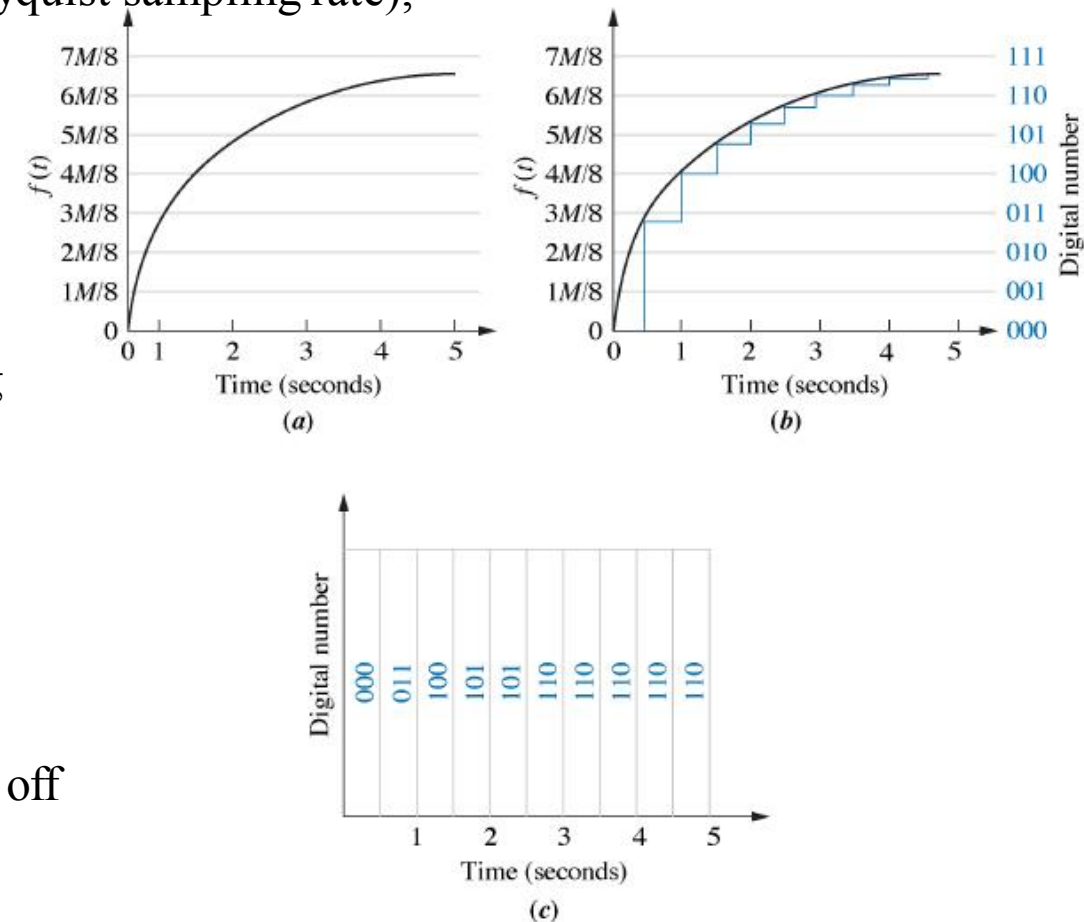 yquist sampling rate),
7M/8
6M/8
5M/8
4M/8
3M/8
2M/8
1M/8
0
f (t)
0 1 2 3 4 5
Time (seconds)
(a)
7M/8
6M/8
5M/8
4M/8
3M/8
2M/8
1M/8
0
f (t)
111
110
101
100
011
010
001
000
Digital number
0 1 2 3 4 5
Time (seconds)
(b)
Digital number
000 011 100 101 101 110 110 110 110 110
off
1 2 3 4 5
Time (seconds)
(c)